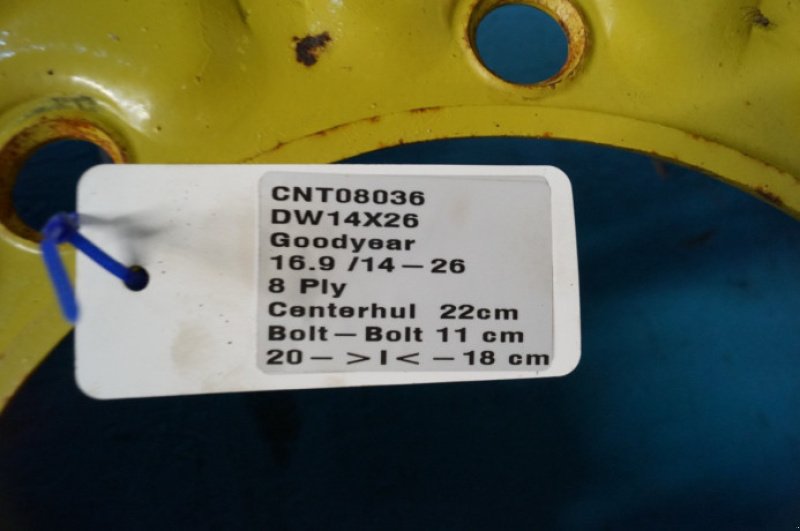 CNT08036
DW14X26
Goodyear
16.9 /14 – 26
8 Ply
Centerhul 22cm
Bolt – Bolt 11 cm
20 – >I< – 18 cm